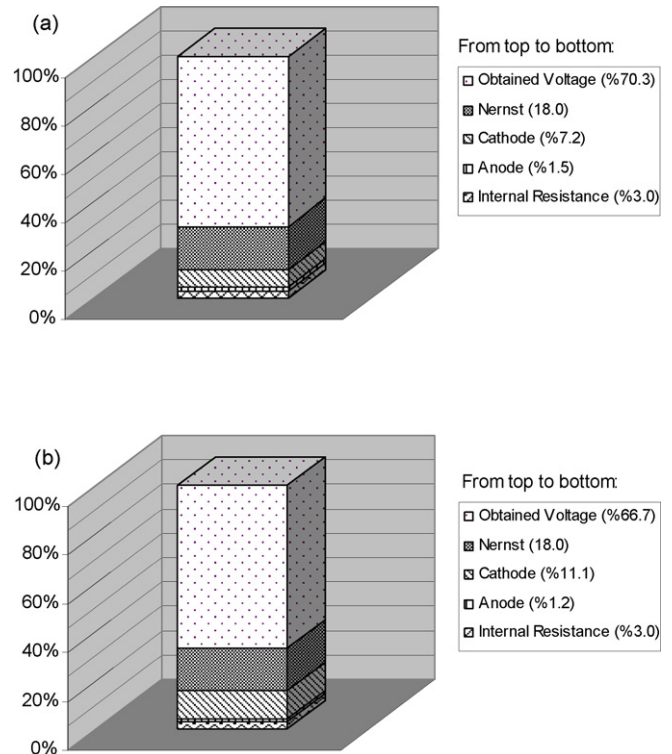 (a)
100%
80%
60%
40%
20%
0%
From top to bottom:
Obtained Voltage (%70.3)
Nernst (18.0)
Cathode (%7.2)
Anode (%1.5)
Internal Resistance (%3.0)
(b)
100%
80%
60%
40%
20%
0%
From top to bottom:
Obtained Voltage (%66.7)
Nernst (18.0)
Cathode (%11.1)
Anode (%1.2)
Internal Resistance (%3.0)